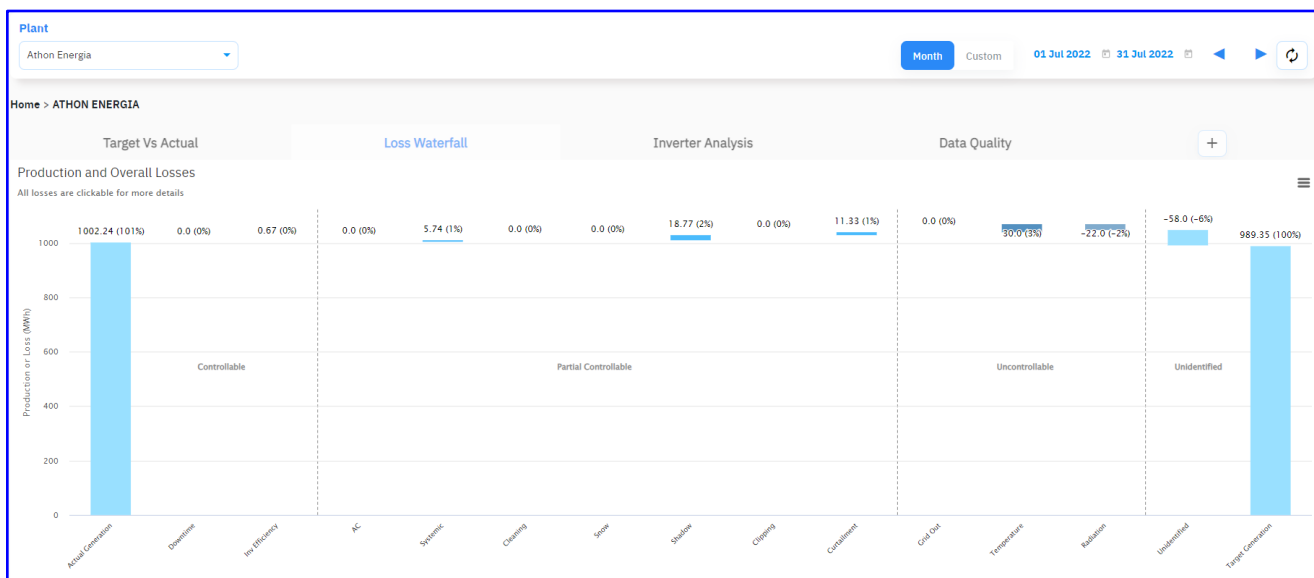 Plant
Athon Energia
Month Custom 01 Jul 2022 31 Jul 2022
Home > ATHON ENERGIA
Target Vs Actual Loss Waterfall Inverter Analysis Data Quality +
Production and Overall Losses
All losses are clickable for more details
1002.24 (101%) 0.0 (0%) 0.67 (0%) 0.0 (0%) 5.74 (1%) 0.0 (0%) 0.0 (0%) 18.77 (2%) 0.0 (0%) 11.33 (1%) 0.0 (0%) 30.0 (3%) −22.0 (−2%) −58.0 (−6%) 989.35 (100%)
Production or Loss (MWh)
1000
800
600
400
200
0
Controllable Partial Controllable Uncontrollable Unidentified
Actual Generation Downtime Inv Efficiency AC Systemic Cleaning Snow Shadow Clipping Curtailment Grid Out Temperature Radiation Unidentified Target Generation